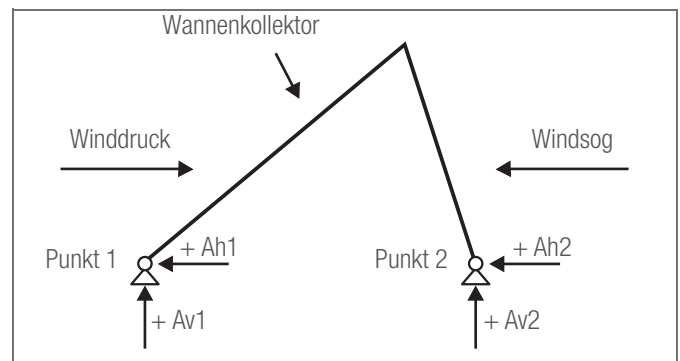 Wannenkollektor
Winddruck
Windsog
Punkt 1
+ Ah1
Punkt 2
+ Ah2
+ Av1
+ Av2